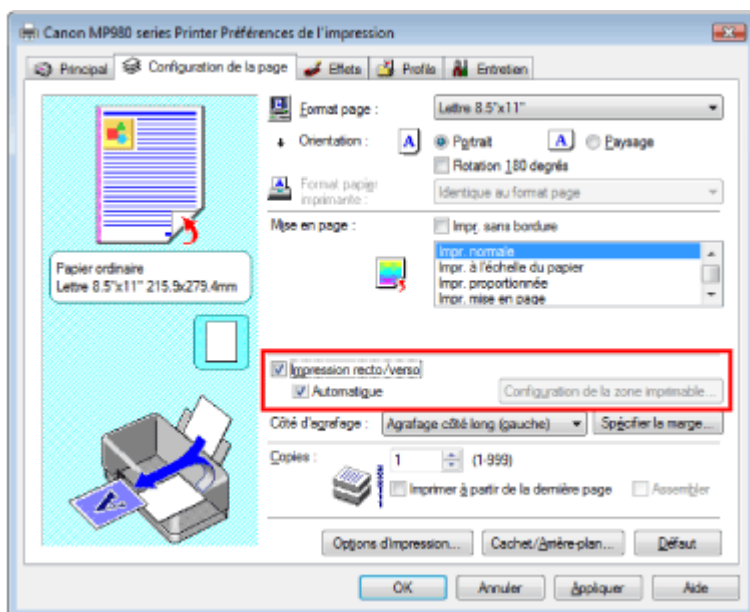 Canon MP980 series Printer Préférences de l'impression
Principal Configuration de la page Effets Profils Entretien
Format page : Lettre 8.5"x11"
Orientation : A Portrait A Paysage
Rotation 180 degrés
Format papier imprimante : Identique au format page
Mise en page : Impr. sans bordure
Impr. normale
Impr. à l'échelle du papier
Impr. proportionnée
Impr. mise en page
Papier ordinaire
Lettre 8.5"x11" 215.9x279.4mm
Impression recto/verso
Automatique Configuration de la zone imprimable...
Côté d'agrafage : Agrafage côté long (gauche) Spécifier la marge...
Copies : 1 (1-999)
Imprimer à partir de la dernière page Assembler
Options d'impression... Cachet/Arrière-plan... Défaut
OK Annuler Appliquer Aide